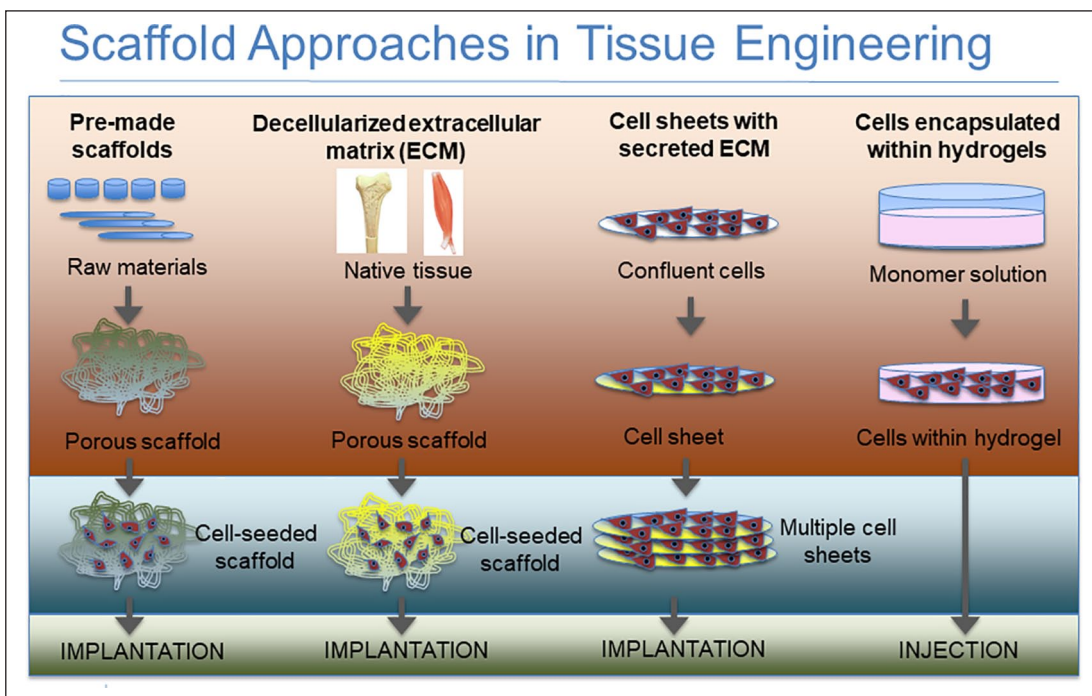 Scaffold Approaches in Tissue Engineering
Pre-made
scaffolds
Raw materials
Porous scaffold
Cell-seeded
scaffold
IMPLANTATION
Decellularized extracellular
matrix (ECM)
Native tissue
Porous scaffold
Cell-seeded
scaffold
IMPLANTATION
Cell sheets with
secreted ECM
Confluent cells
Cell sheet
Multiple cell
sheets
IMPLANTATION
Cells encapsulated
within hydrogels
Monomer solution
Cells within hydrogel
INJECTION